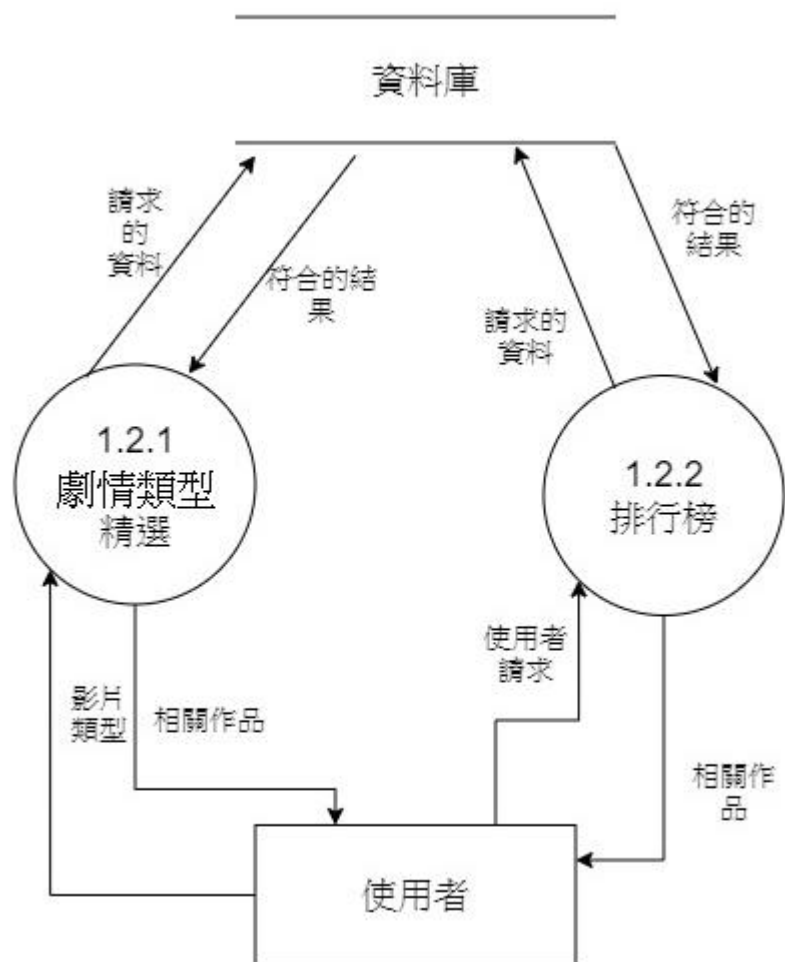 資料庫
請求
的
資料
符合的結
果
請求的
資料
符合的
結果
1.2.1
劇情類型
精選
1.2.2
排行榜
影片
類型
相關作品
使用者
請求
相關作
品
使用者